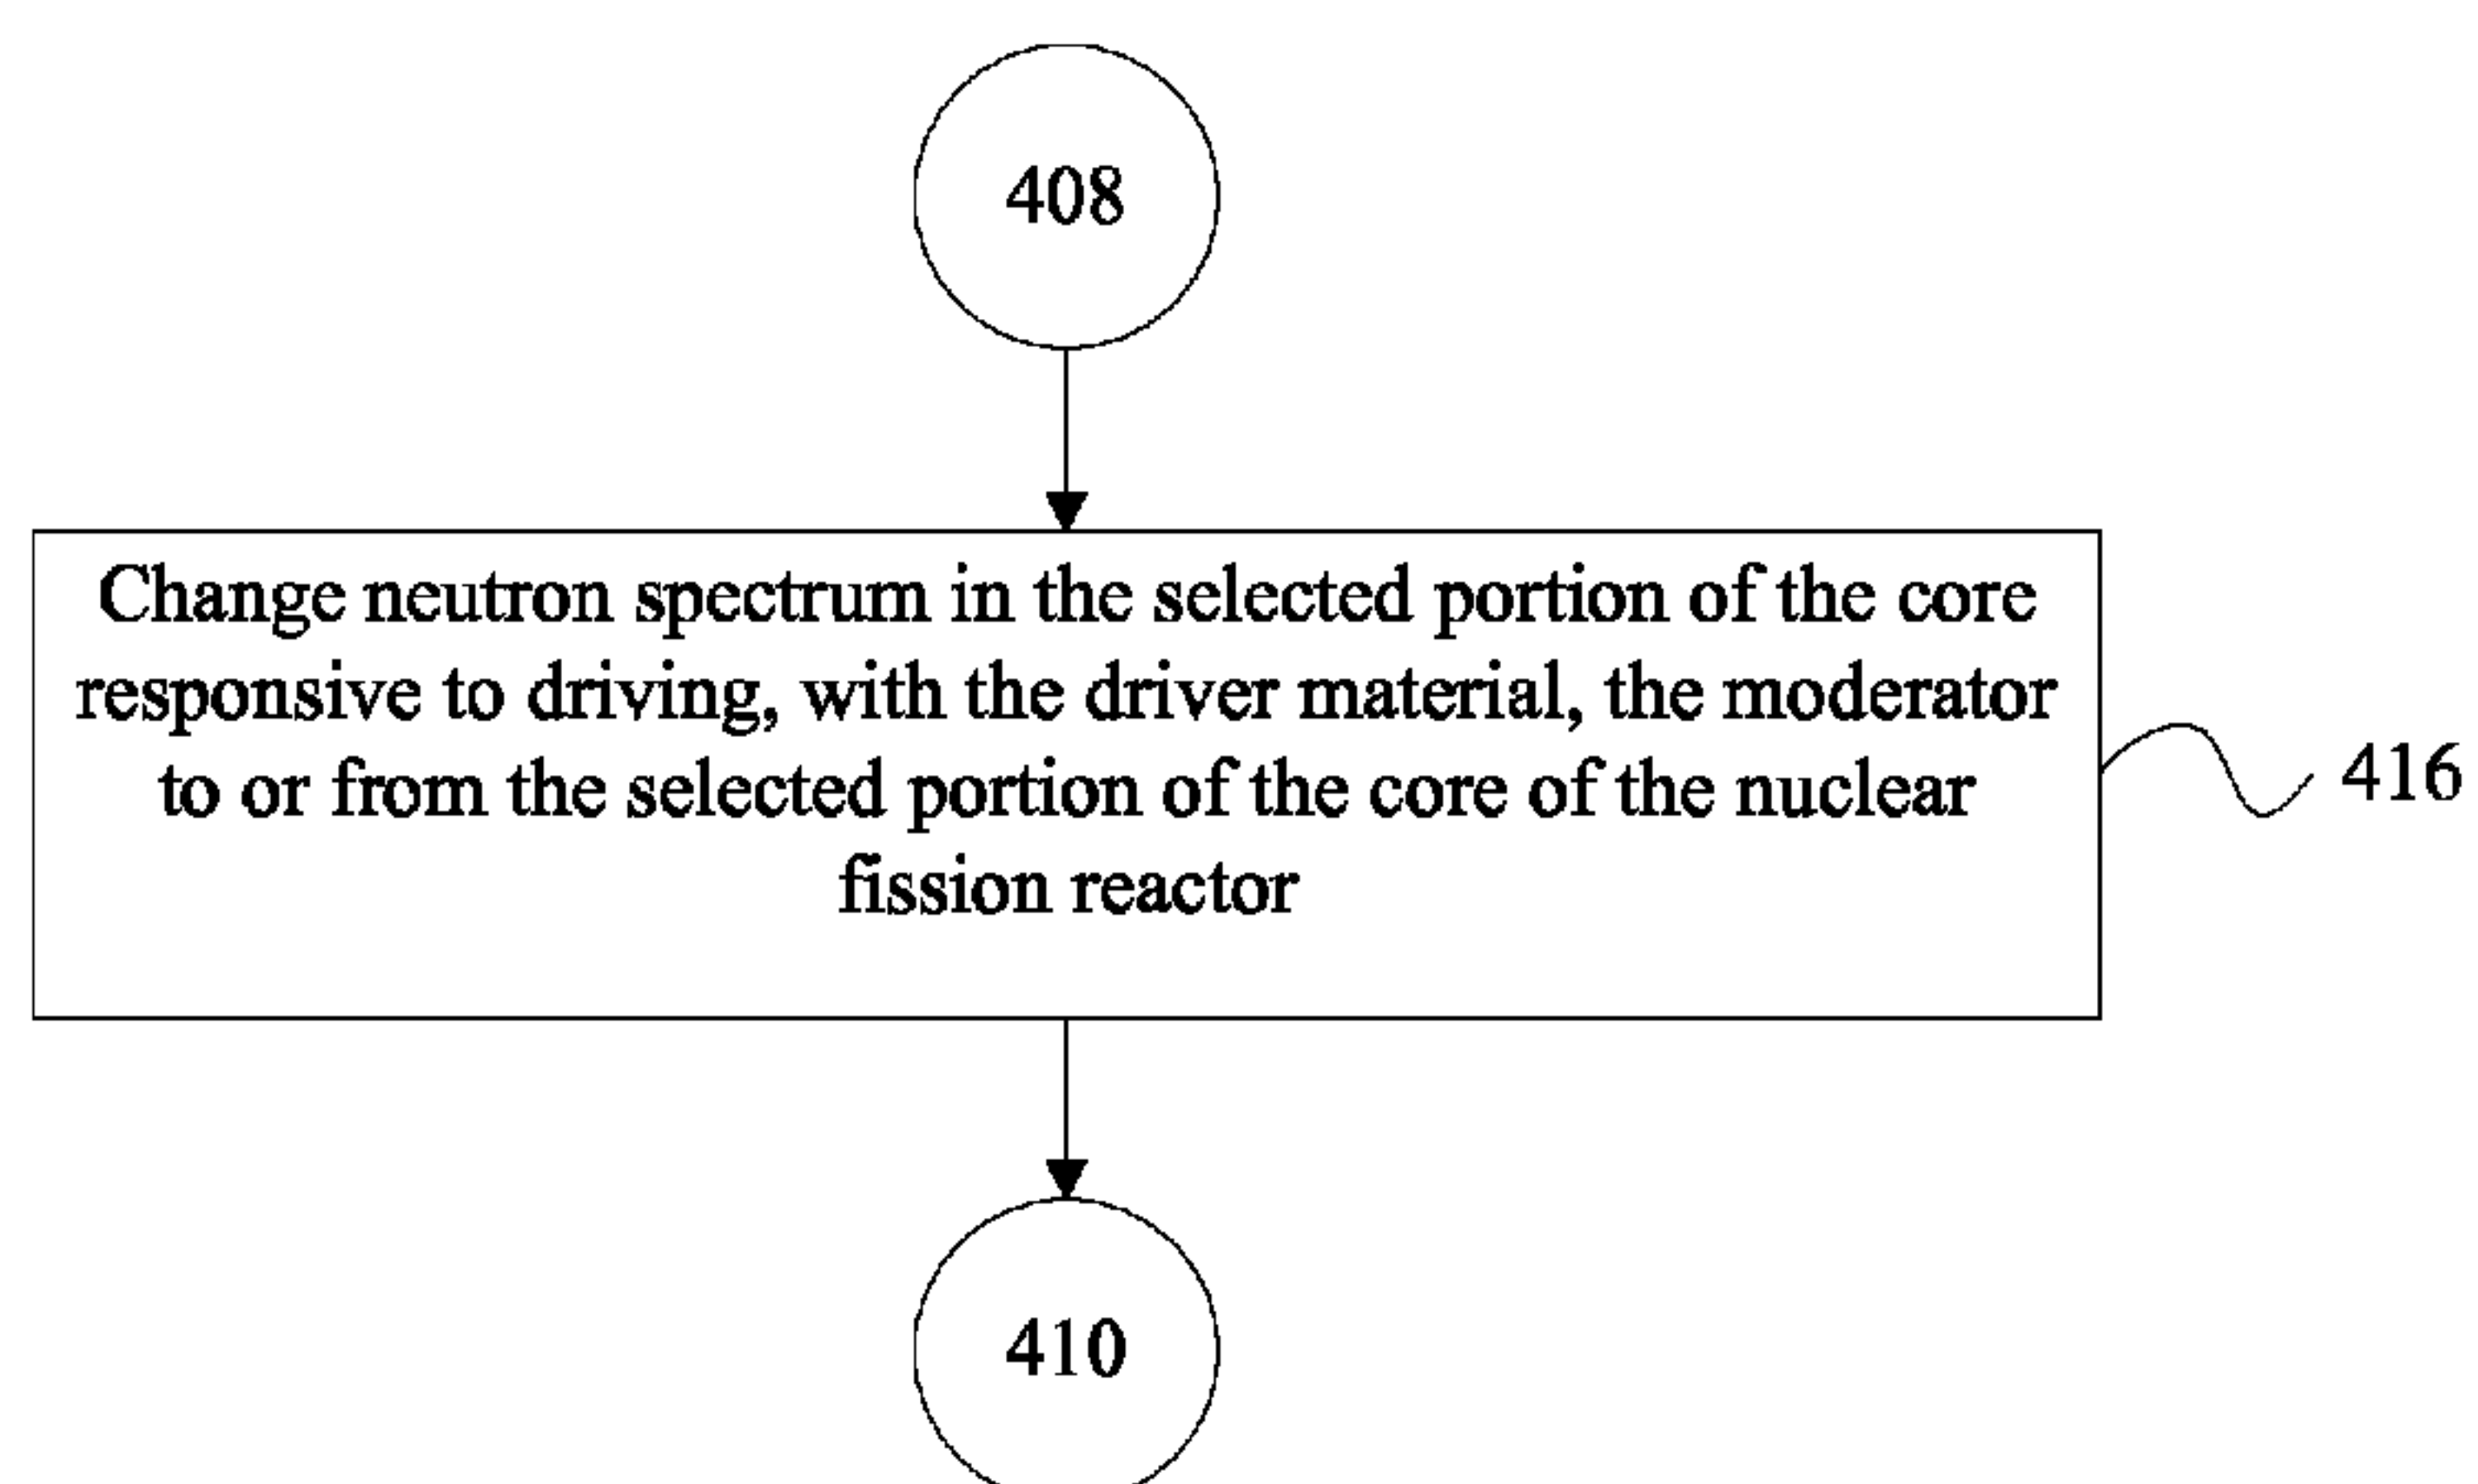 408
Change neutron spectrum in the selected portion of the core
responsive to driving, with the driver material, the moderator
to or from the selected portion of the core of the nuclear
fission reactor
416
410